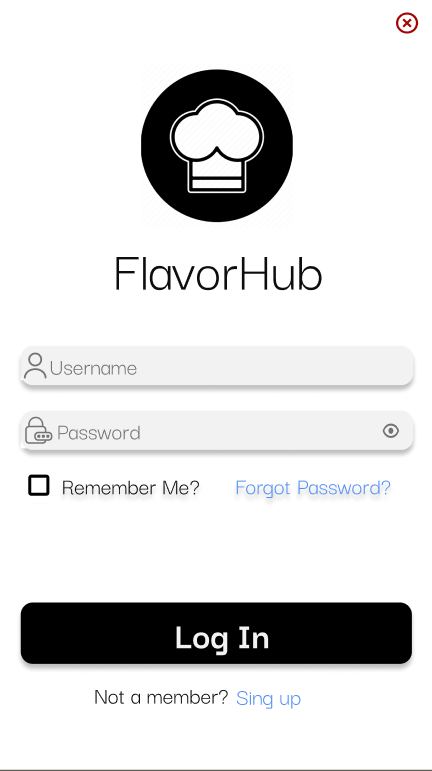 FlavorHub
Username
Password
Remember Me? Forgot Password?
Log In
Not a member? Sing up